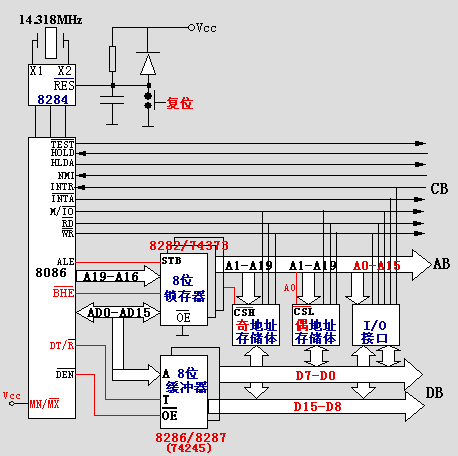 14.318MHz
Vcc
X1 X2
RES
8284
复位
TEST
HOLD
HLDA
NMI
INTR
INTA
M/IO
RD
WR
CB
ALE
8086
A19-A16
BHE
AD0-AD15
DT/R
DEN
Vcc
MN/MX
8282/74373
STB
8位
锁存器
OE
A1-A19
A1-A19
A0-A15
AB
A0
CSH
奇地址
存储体
CSL
偶地址
存储体
I/O
接口
A
8位
缓冲器
T
OE
D7-D0
DB
D15-D8
8286/8287
(74245)